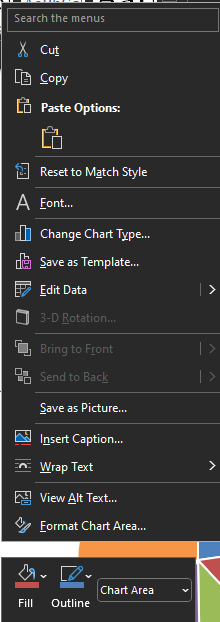 Search the menus
Cut
Copy
Paste Options:
Reset to Match Style
Font...
Change Chart Type...
Save as Template...
Edit Data
3-D Rotation...
Bring to Front
Send to Back
Save as Picture...
Insert Caption...
Wrap Text
View Alt Text...
Format Chart Area...
Fill
Outline
Chart Area